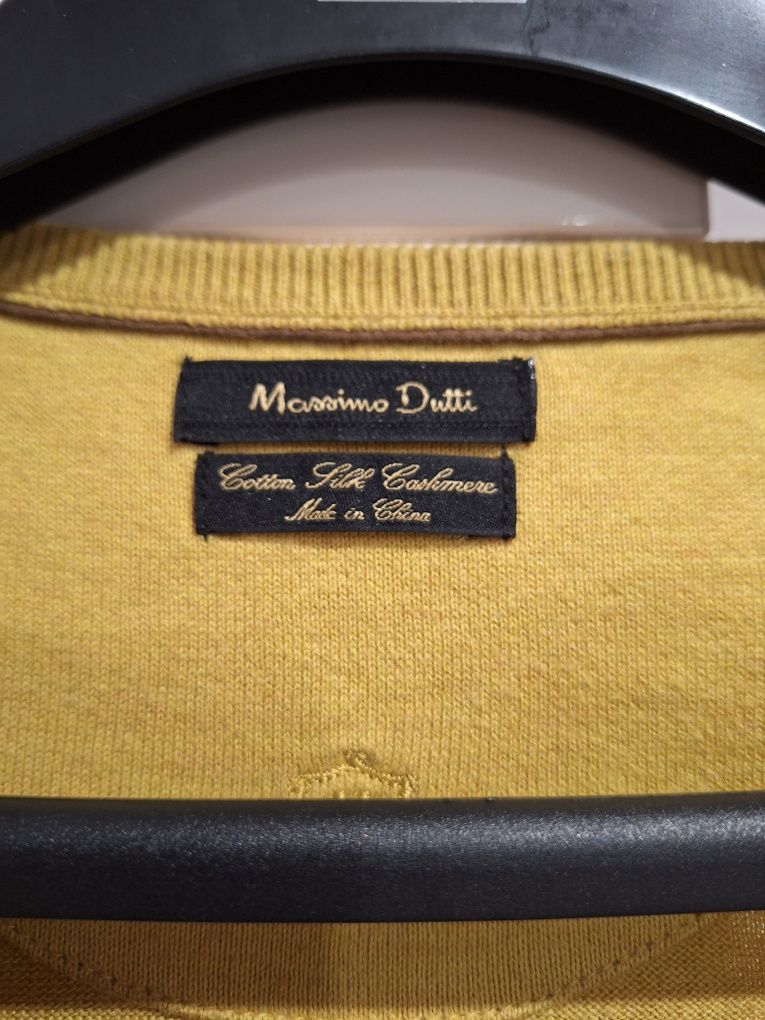 Massimo Dutti
Cotton Silk Cashmere
Made in China